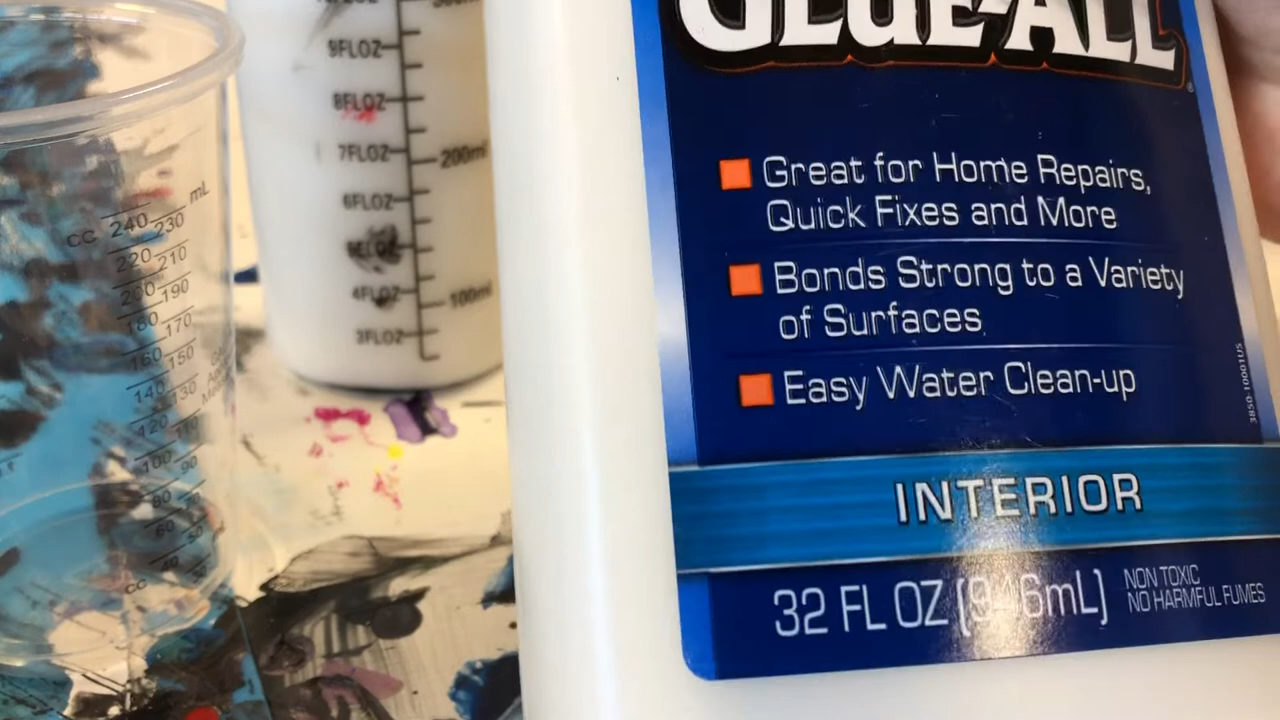 GLUE-ALL
Great for Home Repairs,
Quick Fixes and More
Bonds Strong to a Variety
of Surfaces
Easy Water Clean-up
INTERIOR
32 FL OZ (946mL)
NON TOXIC
NO HARMFUL FUMES
3850-10001US
9FLOZ
8FLOZ
7FLOZ
200ml
6FLOZ
4FLOZ
100ml
3FLOZ
mL
cc 240 230
220 210
200 190
180 170
160 150
140 130
120 110
100 90
80
60
40
cc